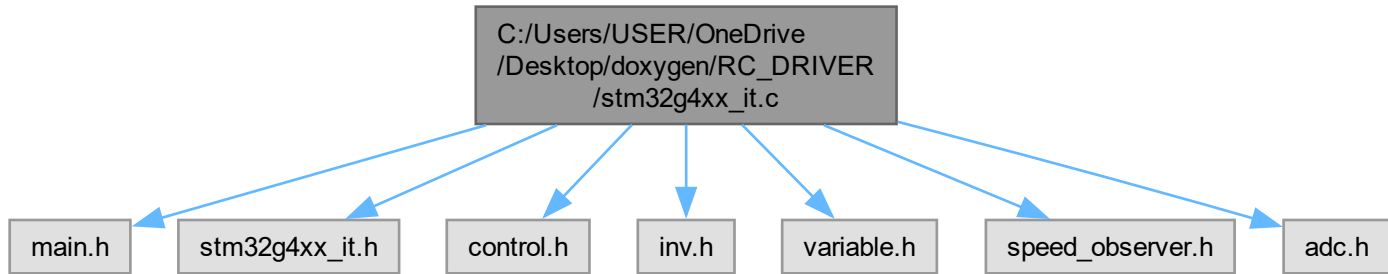 C:/Users/USER/OneDrive
/Desktop/doxygen/RC_DRIVER
/stm32g4xx_it.c
main.h
stm32g4xx_it.h
control.h
inv.h
variable.h
speed_observer.h
adc.h